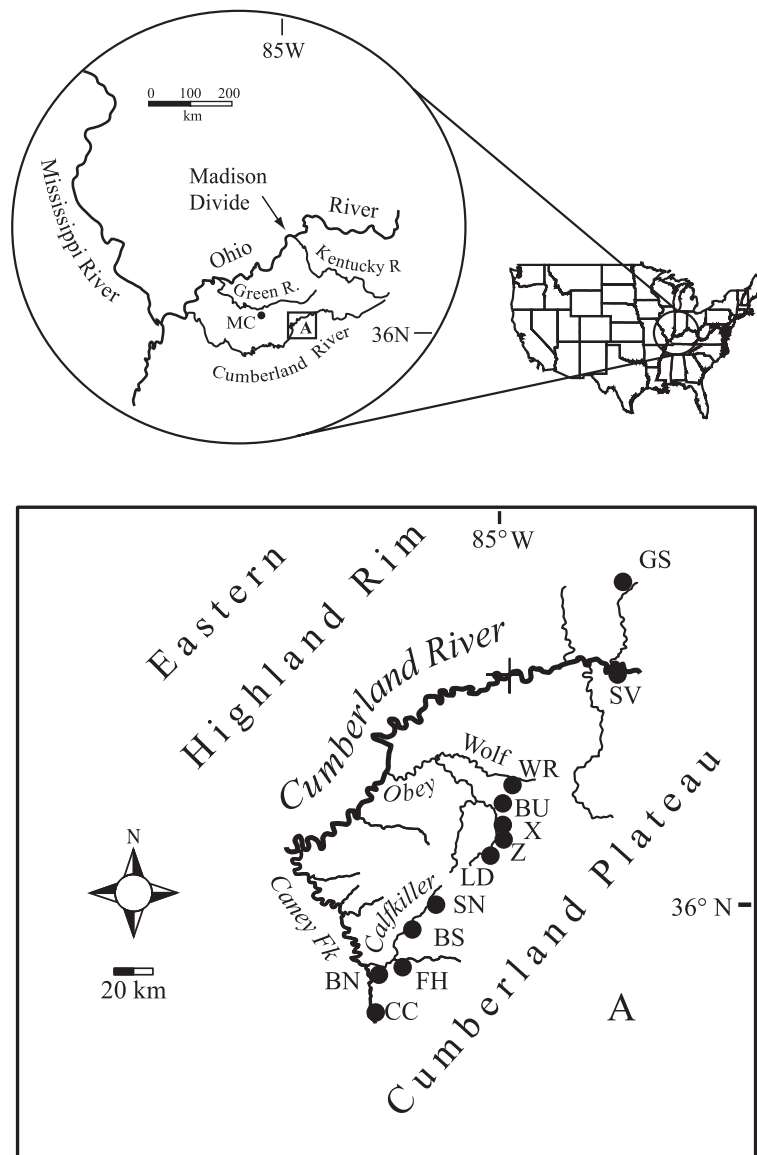 85W
0 100 200
km
Mississippi River
Madison
Divide
River
Ohio
Kentucky R
Green R.
MC
A
36N
Cumberland River
85° W
GS
Eastern
Highland Rim
Cumberland River
SV
Wolf
WR
Obey
BU
X
Z
LD
N
Caney Fk
Calfkiller
SN
36° N
BS
20 km
BN
FH
CC
A
Cumberland Plateau